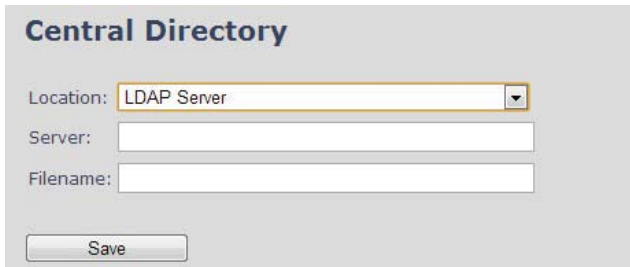 Central Directory
Location: LDAP Server
Server:
Filename:
Save